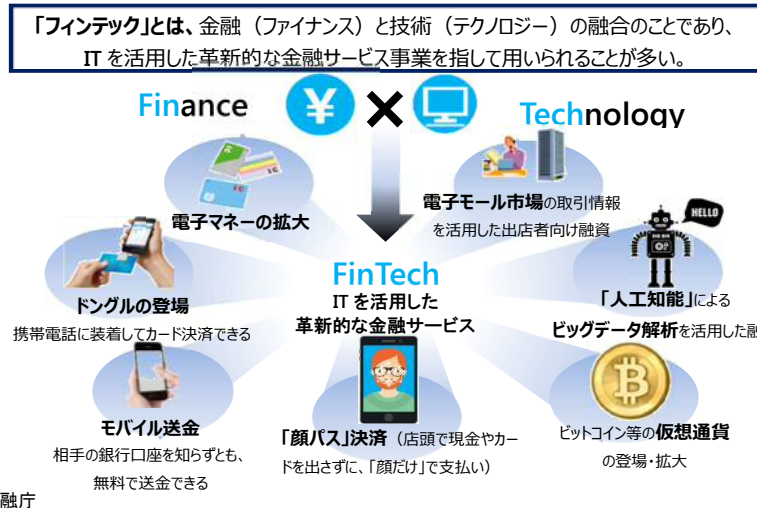 「フィンテック」とは、金融（ファイナンス）と技術（テクノロジー）の融合のことであり、
ITを活用した革新的な金融サービス事業を指して用いられることが多い。
Finance
¥
Technology
電子マネーの拡大
電子モール市場の取引情報
を活用した出店者向け融資
HELLO
ドングルの登場
携帯電話に装着してカード決済できる
FinTech
ITを活用した
革新的な金融サービス
「人工知能」による
ビッグデータ解析を活用した融
モバイル送金
相手の銀行口座を知らずとも、
無料で送金できる
「顔パス」決済（店頭で現金やカー
ドを出さずに、「顔だけ」で支払い）
ビットコイン等の仮想通貨
の登場・拡大
融庁